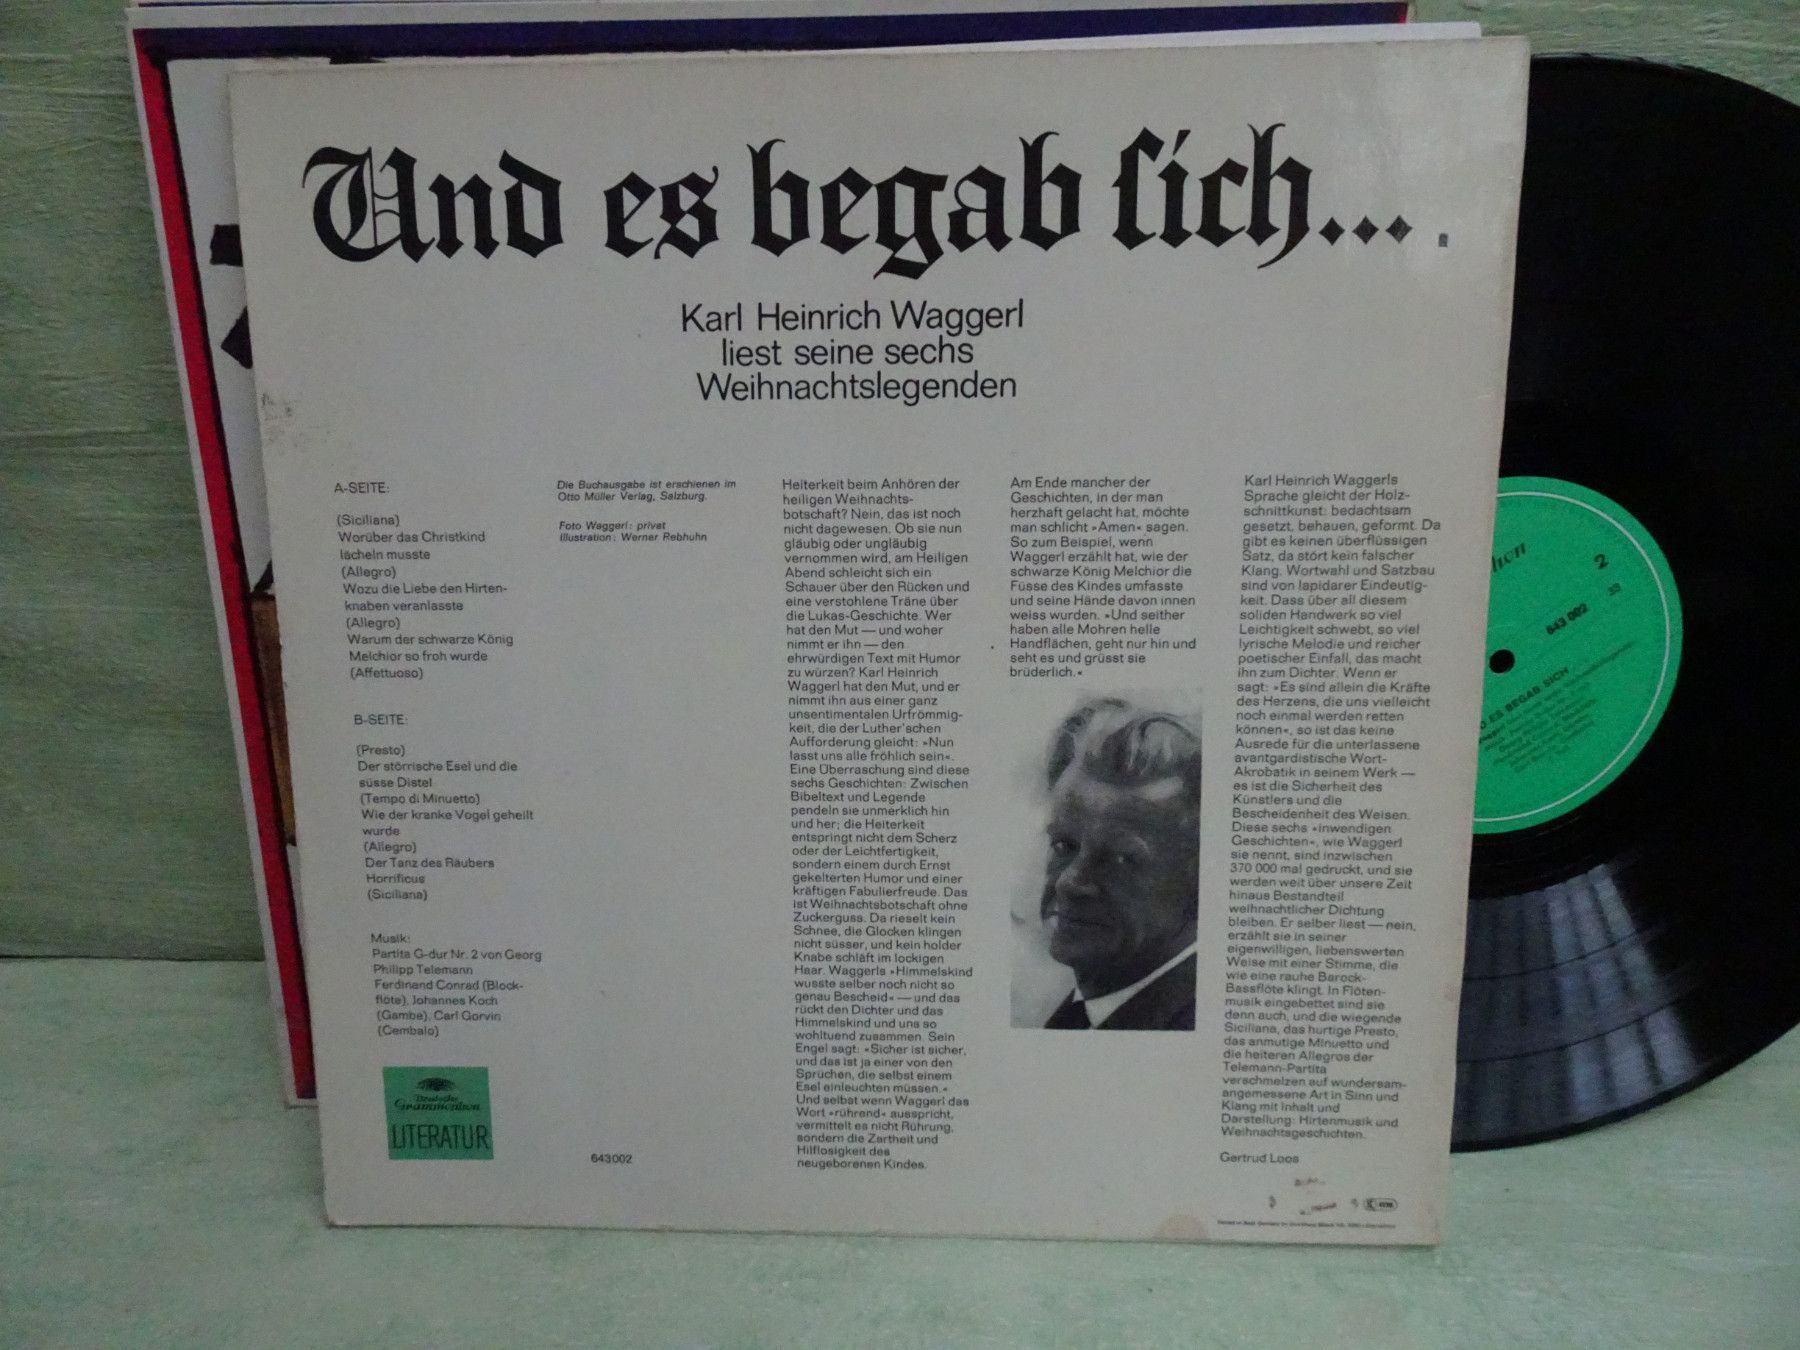 Und es begab sich...
Karl Heinrich Waggerl
liest seine sechs
Weihnachtslegenden
A-SEITE:
(Siciliana)
Worüber das Christkind
lächeln musste
(Allegro)
Wozu die Liebe den Hirten-
knaben veranlasste
(Allegro)
Warum der schwarze König
Melchior so froh wurde
(Affettuoso)
B-SEITE:
(Presto)
Der störrische Esel und die
süsse Distel
(Tempo di Minuetto)
Wie der kranke Vogel geheilt
wurde
(Allegro)
Der Tanz des Räubers
Horrificus
(Siciliana)
Musik:
Partita G-dur Nr. 2 von Georg
Philipp Telemann
Ferdinand Conrad (Block-
flöte), Johannes Koch
(Gambe), Carl Gorvin
(Cembalo)
Deutsche
Grammophon
LITERATUR
643002
Die Buchausgabe ist erschienen im
Otto Müller Verlag, Salzburg.
Foto Waggerl: privat
Illustration: Werner Rebhuhn
Heiterkeit beim Anhören der
heiligen Weihnachts-
botschaft? Nein, das ist noch
nicht dagewesen. Ob sie nun
gläubig oder ungläubig
vernommen wird, am Heiligen
Abend schleicht sich ein
Schauer über den Rücken und
eine verstohlene Träne über
die Lukas-Geschichte. Wer
hat den Mut — und woher
nimmt er ihn — den
ehrwürdigen Text mit Humor
zu würzen? Karl Heinrich
Waggerl hat den Mut, und er
nimmt ihn aus einer ganz
unsentimentalen Urfrömmig-
keit, die der Luther'schen
Aufforderung gleicht: »Nun
lasst uns alle fröhlich sein«.
Eine Überraschung sind diese
sechs Geschichten: Zwischen
Bibeltext und Legende
pendeln sie unmerklich hin
und her; die Heiterkeit
entspringt nicht dem Scherz
oder der Leichtfertigkeit,
sondern einem durch Ernst
gekelterten Humor und einer
kräftigen Fabulierfreude. Das
ist Weihnachtsbotschaft ohne
Zuckerguss. Da rieselt kein
Schnee, die Glocken klingen
nicht süsser, und kein holder
Knabe schläft im lockigen
Haar. Waggerls »Himmelskind
wusste selber noch nicht so
genau Bescheid« — und das
rückt den Dichter und das
Himmelskind und uns so
wohltuend zusammen. Sein
Engel sagt: »Sicher ist sicher,
und das ist ja einer von den
Sprüchen, die selbst einem
Esel einleuchten müssen.«
Und selbst wenn Waggerl das
Wort »rührend« ausspricht,
vermittelt es nicht Rührung,
sondern die Zartheit und
Hilflosigkeit des
neugeborenen Kindes.
Am Ende mancher der
Geschichten, in der man
herzhaft gelacht hat, möchte
man schlicht »Amen« sagen.
So zum Beispiel, wenn
Waggerl erzählt hat, wie der
schwarze König Melchior die
Füsse des Kindes umfasste
und seine Hände davon innen
weiss wurden. »Und seither
haben alle Mohren helle
Handflächen, geht nur hin und
seht es und grüsst sie
brüderlich.«
Karl Heinrich Waggerls
Sprache gleicht der Holz-
schnittkunst: bedachtsam
gesetzt, behauen, geformt. Da
gibt es keinen überflüssigen
Satz, da stört kein falscher
Klang. Wortwahl und Satzbau
sind von lapidarer Eindeutig-
keit. Dass über all diesem
soliden Handwerk so viel
Leichtigkeit schwebt, so viel
lyrische Melodie und reicher
poetischer Einfall, das macht
ihn zum Dichter. Wenn er
sagt: »Es sind allein die Kräfte
des Herzens, die uns vielleicht
noch einmal werden retten
können«, so ist das keine
Ausrede für die unterlassene
avantgardistische Wort-
Akrobatik in seinem Werk —
es ist die Sicherheit des
Künstlers und die
Bescheidenheit des Weisen.
Diese sechs »inwendigen
Geschichten«, wie Waggerl
sie nennt, sind inzwischen
370 000 mal gedruckt, und sie
werden weit über unsere Zeit
hinaus Bestandteil
weihnachtlicher Dichtung
bleiben. Er selber liest — nein,
erzählt sie in seiner
eigenwilligen, liebenswerten
Weise mit einer Stimme, die
wie eine rauhe Barock-
Bassflöte klingt. In Flöten-
musik eingebettet sind sie
denn auch, und die wiegende
Siciliana, das hurtige Presto,
das anmutige Minuetto und
die heiteren Allegros der
Telemann-Partita
verschmelzen auf wundersam-
angemessene Art in Sinn und
Klang mit Inhalt und
Darstellung: Hirtenmusik und
Weihnachtsgeschichten.
Gertrud Loos
2
33
643 002
ES BEGAB SICH